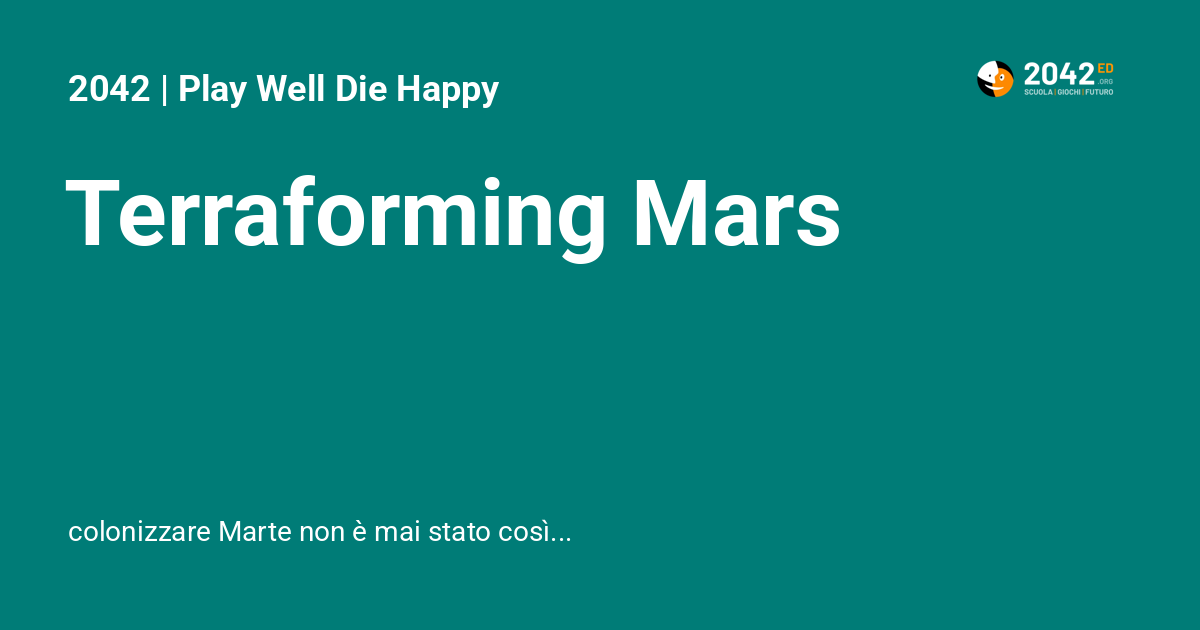 2042 | Play Well Die Happy
2042 ED
.ORG
SCUOLA | GIOCHI | FUTURO
Terraforming Mars
colonizzare Marte non è mai stato così...